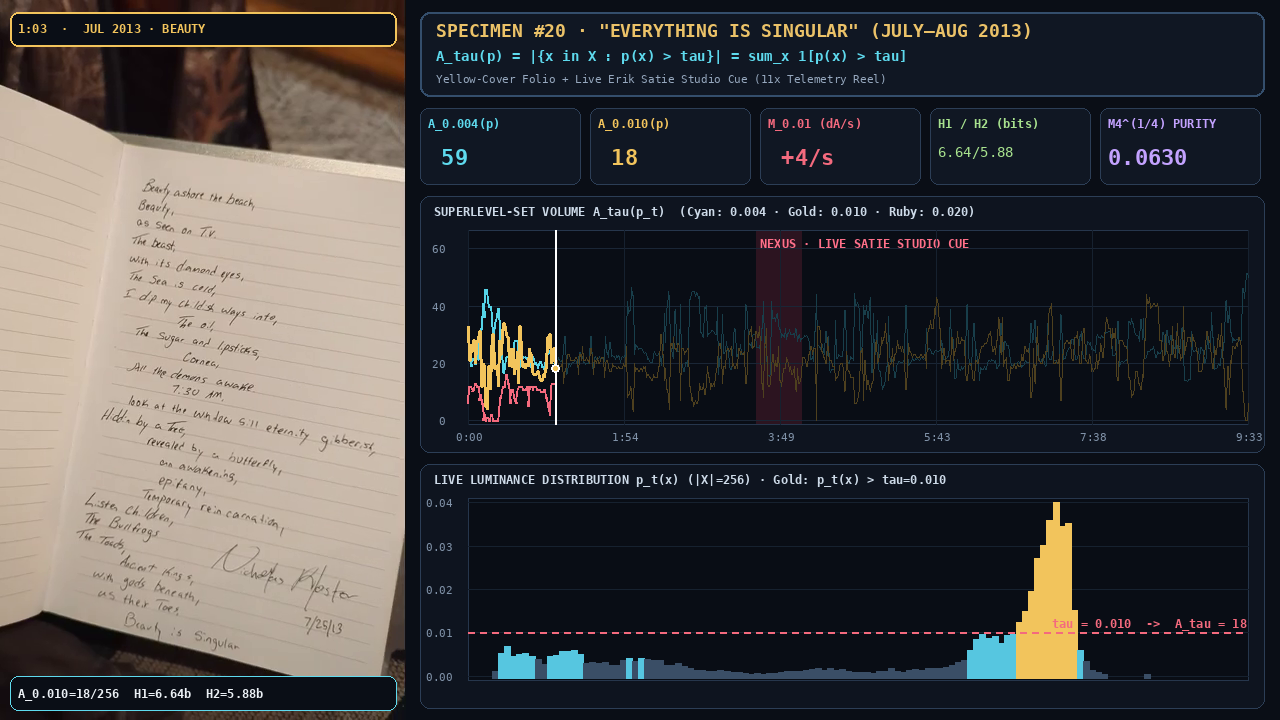 1:03 · JUL 2013 · BEAUTY
Beauty ashore the beach,
Beauty,
as seen on T.V.
The beast,
with its diamond eyes,
The Sea is cold,
I dip my childish ways into,
The oil,
The Sugar and lipsticks,
Cornea,
All the demons awake
7:30 AM.
look at the window sill eternity gibberish,
Hidden by a Tree,
revealed by a butterfly,
an awakening,
epifany,
Temporary reincarnation,
Listen Children,
The Bullfrogs
The Toads,
Ancient Kings,
with gods beneath,
us their Toes.
Beauty is Singular
Nicholas
7/25/13
A_0.010=18/256 H1=6.64b H2=5.88b
SPECIMEN #20 · "EVERYTHING IS SINGULAR" (JULY–AUG 2013)
A_tau(p) = |{x in X : p(x) > tau}| = sum_x 1[p(x) > tau]
Yellow-Cover Folio + Live Erik Satie Studio Cue (11x Telemetry Reel)
A_0.004(p)
59
A_0.010(p)
18
M_0.01 (dA/s)
+4/s
H1 / H2 (bits)
6.64/5.88
M4^(1/4) PURITY
0.0630
SUPERLEVEL-SET VOLUME A_tau(p_t) (Cyan: 0.004 · Gold: 0.010 · Ruby: 0.020)
NEXUS · LIVE SATIE STUDIO CUE
60
40
20
0
0:00 1:54 3:49 5:43 7:38 9:33
LIVE LUMINANCE DISTRIBUTION p_t(x) (|X|=256) · Gold: p_t(x) > tau=0.010
0.04
0.03
0.02
0.01
0.00
tau = 0.010 -> A_tau = 18